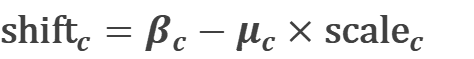 shift_c = β_c − μ_c × scale_c